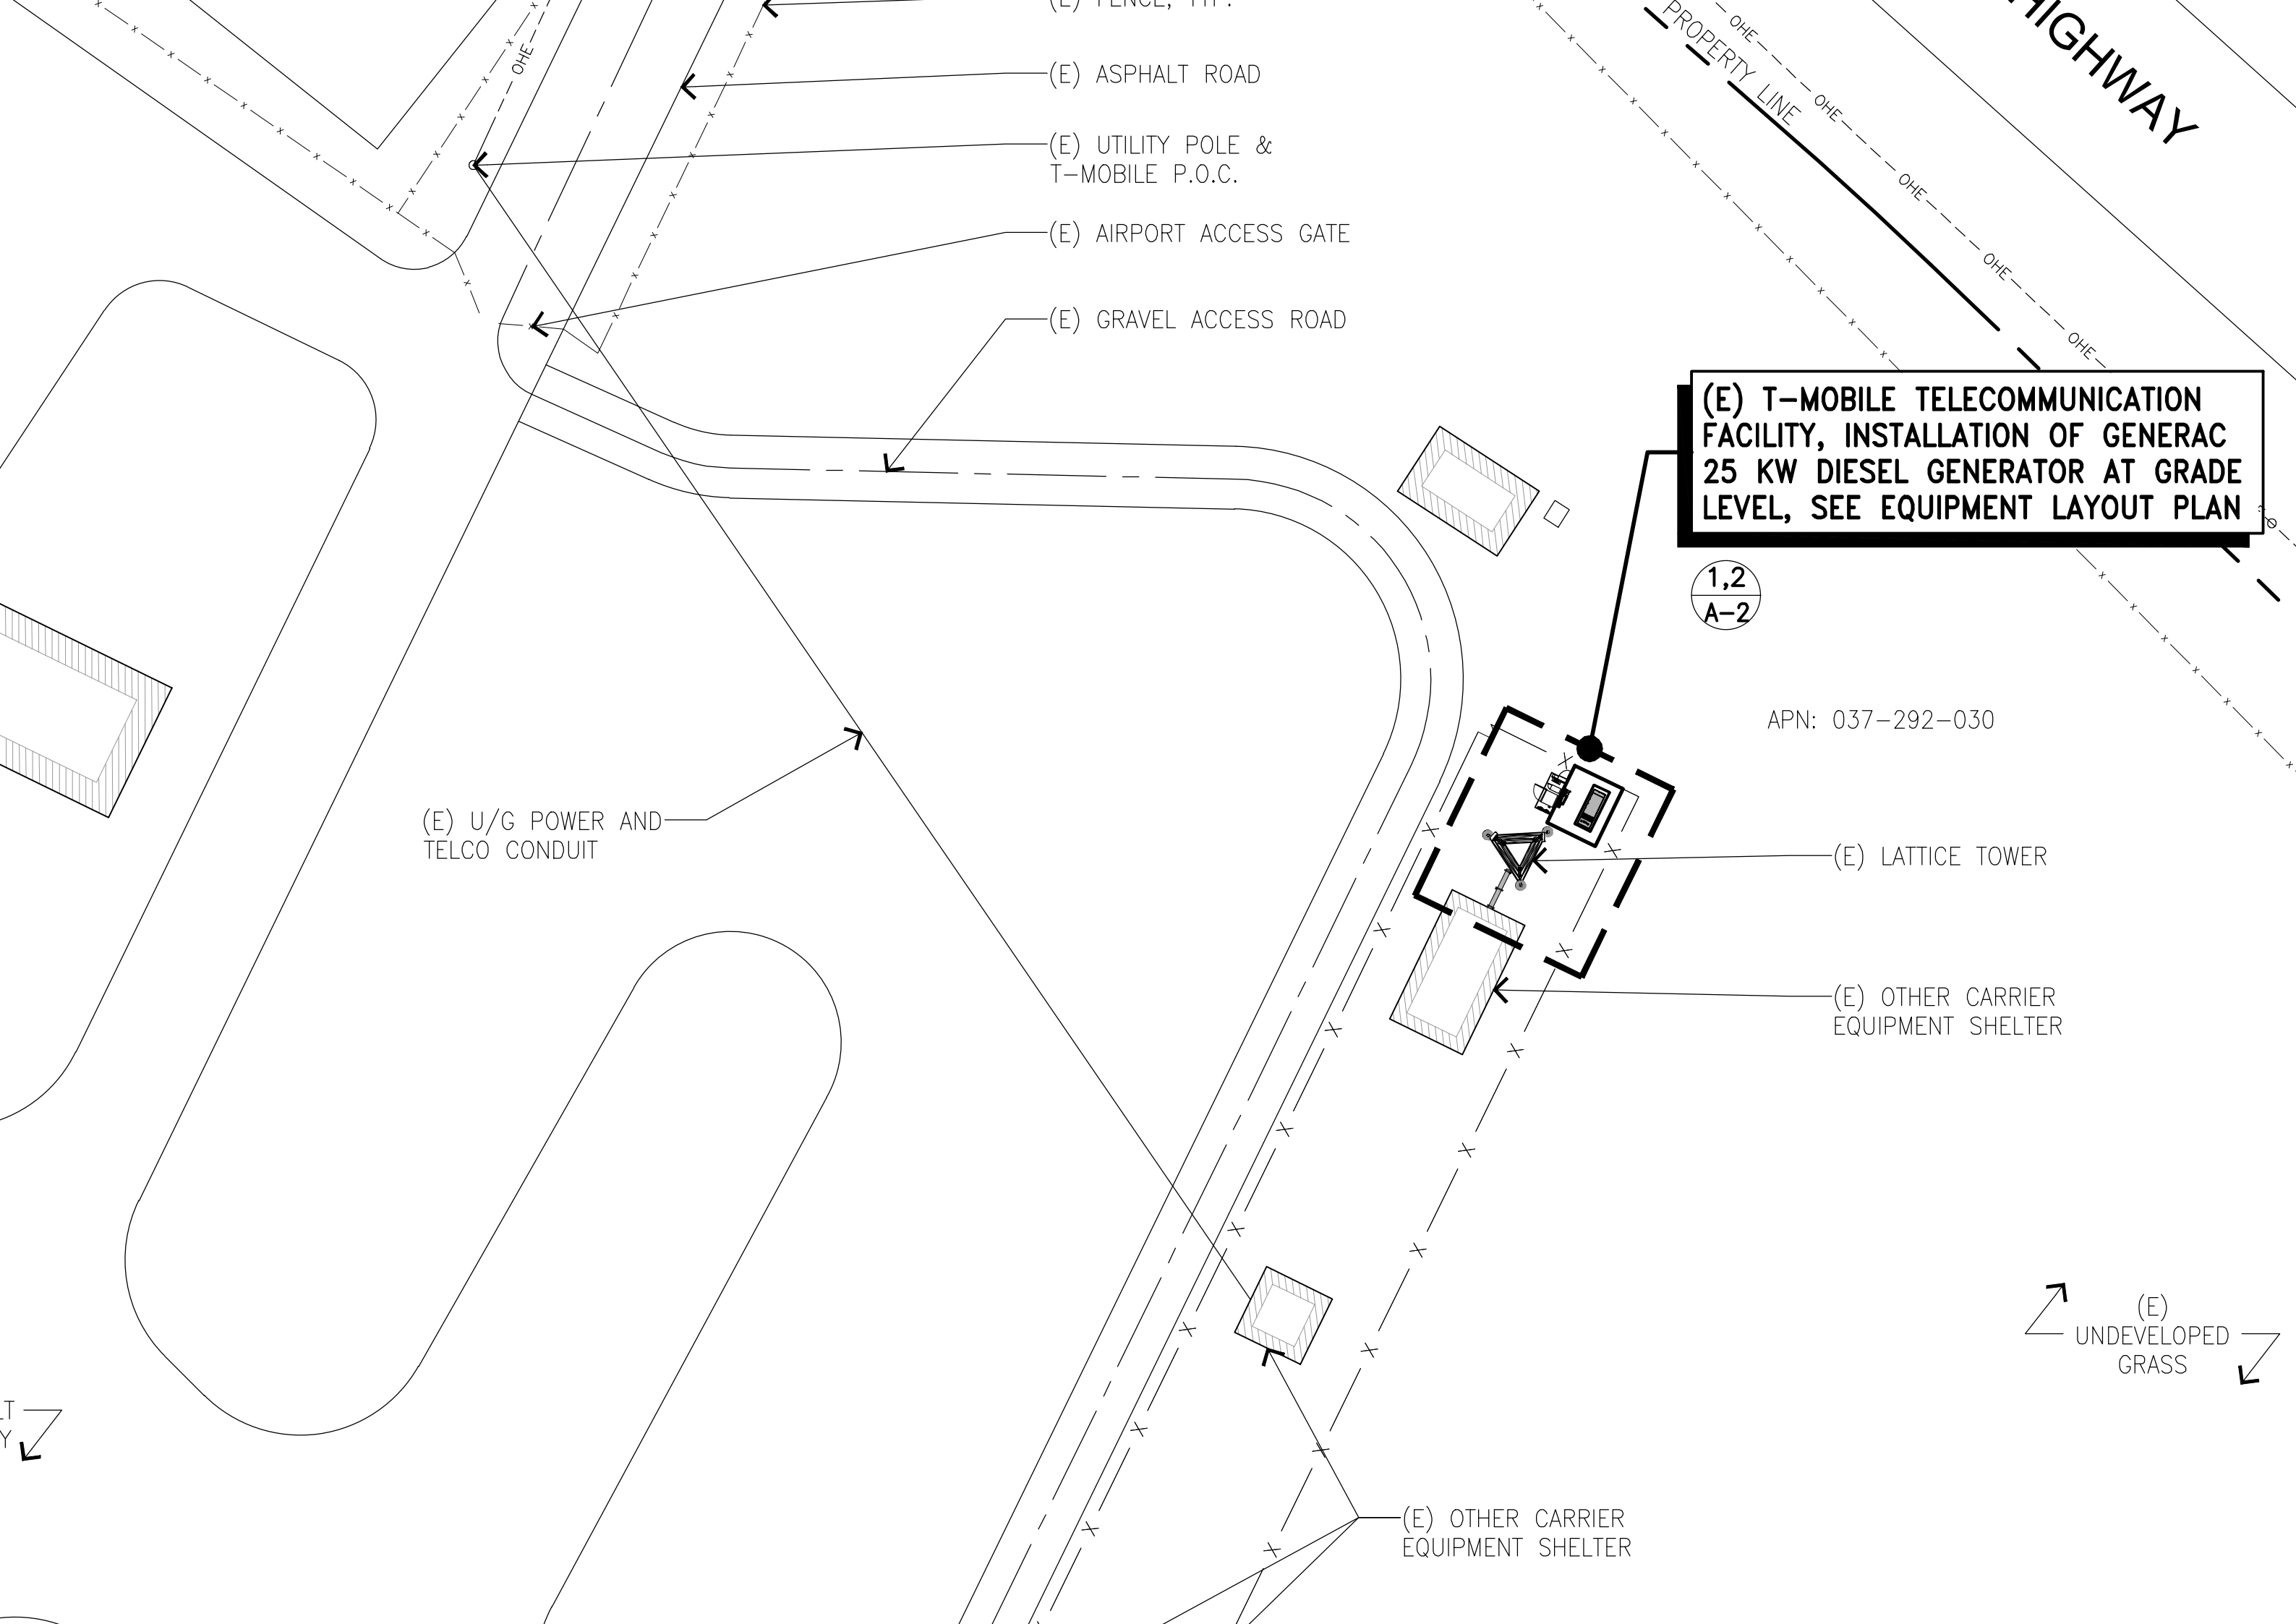 (E) FENCE, TYP.
HIGHWAY
PROPERTY LINE
OHE
OHE
OHE
OHE
OHE
OHE
(E) ASPHALT ROAD
(E) UTILITY POLE &
T-MOBILE P.O.C.
(E) AIRPORT ACCESS GATE
(E) GRAVEL ACCESS ROAD
(E) T-MOBILE TELECOMMUNICATION
FACILITY, INSTALLATION OF GENERAC
25 KW DIESEL GENERATOR AT GRADE
LEVEL, SEE EQUIPMENT LAYOUT PLAN
1,2
A-2
APN: 037-292-030
(E) U/G POWER AND
TELCO CONDUIT
(E) LATTICE TOWER
(E) OTHER CARRIER
EQUIPMENT SHELTER
(E)
UNDEVELOPED
GRASS
(E) OTHER CARRIER
EQUIPMENT SHELTER